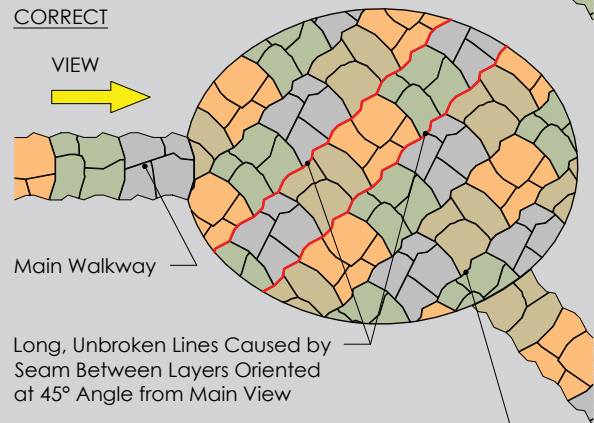 CORRECT
VIEW
Main Walkway
Long, Unbroken Lines Caused by
Seam Between Layers Oriented
at 45° Angle from Main View